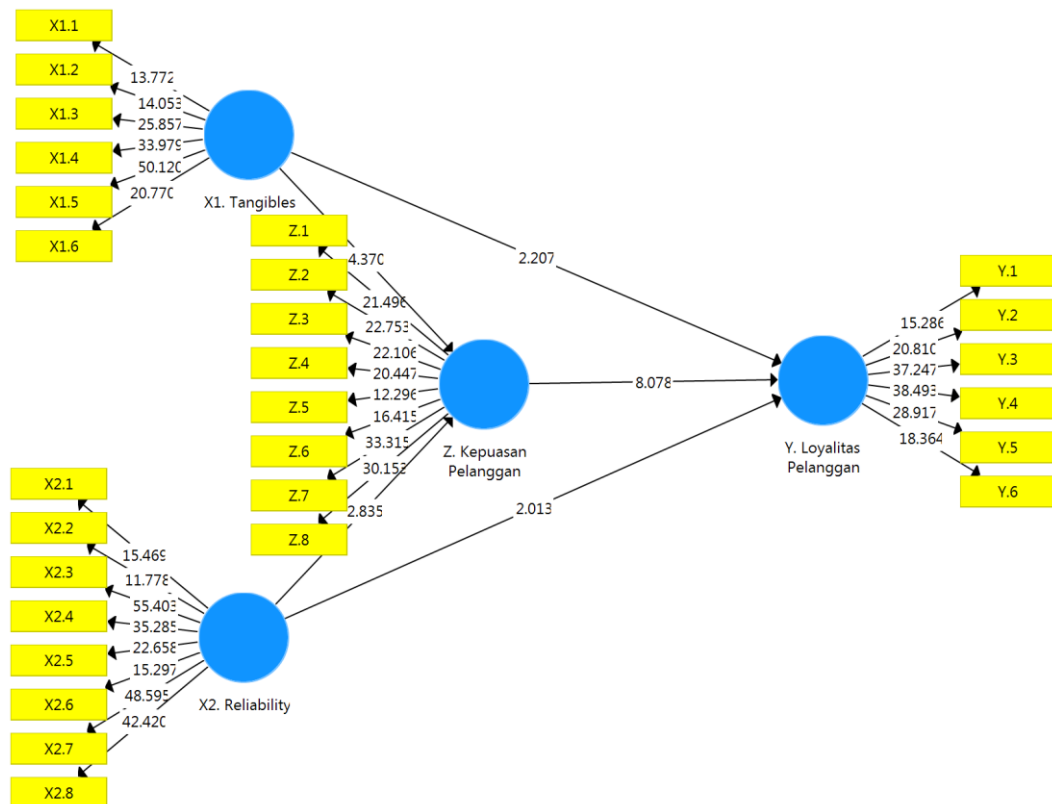 X1.1
X1.2
X1.3
X1.4
X1.5
X1.6
13.772
14.053
25.857
33.979
50.120
20.770
X1. Tangibles
4.370
2.207
Z.1
Z.2
Z.3
Z.4
Z.5
Z.6
Z.7
Z.8
21.496
22.753
22.106
20.447
12.296
16.415
33.315
30.153
2.835
Z. Kepuasan
Pelanggan
8.078
Y. Loyalitas
Pelanggan
15.286
20.810
37.247
38.493
28.917
18.364
Y.1
Y.2
Y.3
Y.4
Y.5
Y.6
2.013
X2.1
X2.2
X2.3
X2.4
X2.5
X2.6
X2.7
X2.8
15.469
11.778
55.403
35.285
22.658
15.297
48.595
42.420
X2. Reliability